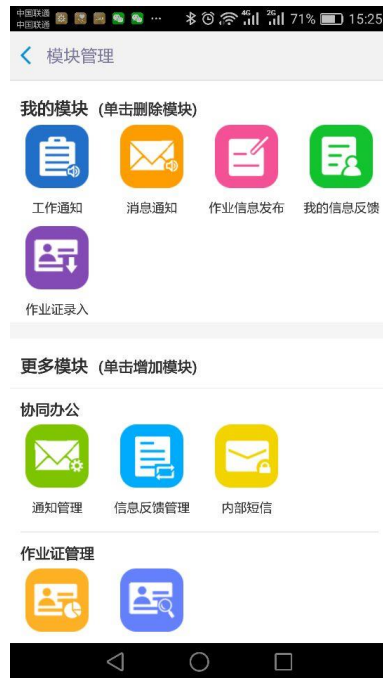 中国联通
中国联通
4G 2G 71% 15:25
模块管理
我的模块 (单击删除模块)
工作通知 消息通知 作业信息发布 我的信息反馈
作业证录入
更多模块 (单击增加模块)
协同办公
通知管理 信息反馈管理 内部短信
作业证管理